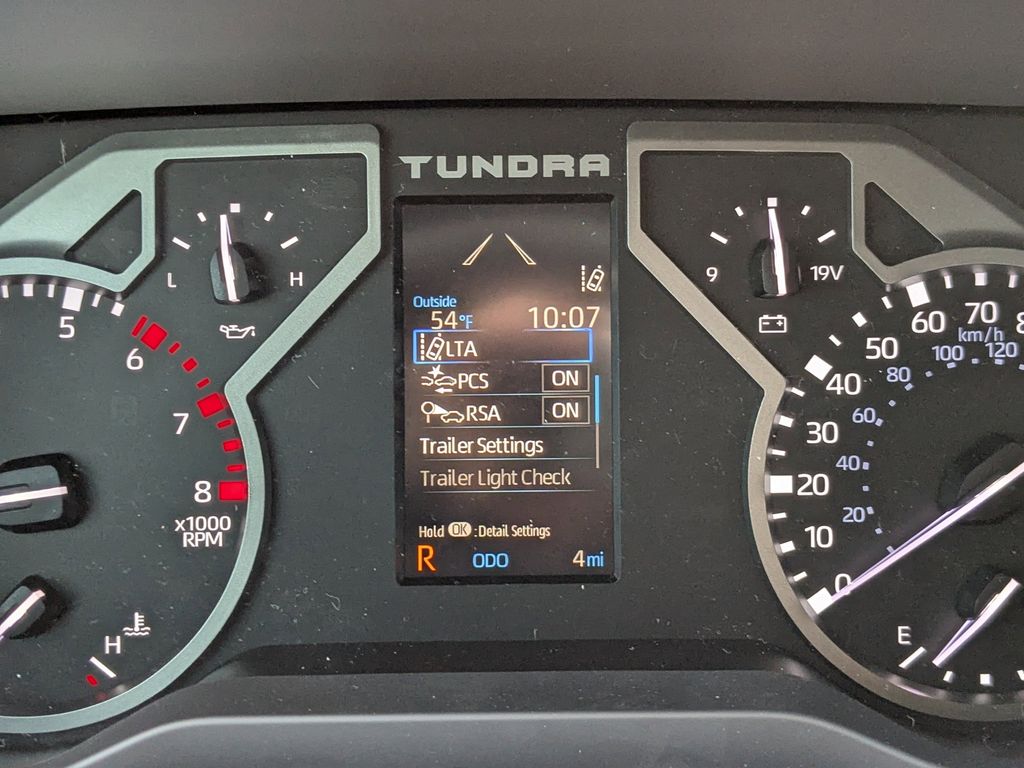 TUNDRA
L
H
9
19V
Outside
54°F
10:07
LTA
PCS ON
RSA ON
Trailer Settings
Trailer Light Check
Hold OK :Detail Settings
R ODO 4mi
5
6
7
8
x1000
RPM
H
0
10
20
30
40
50
60
70
8
km/h
20
40
60
80
100
120
E